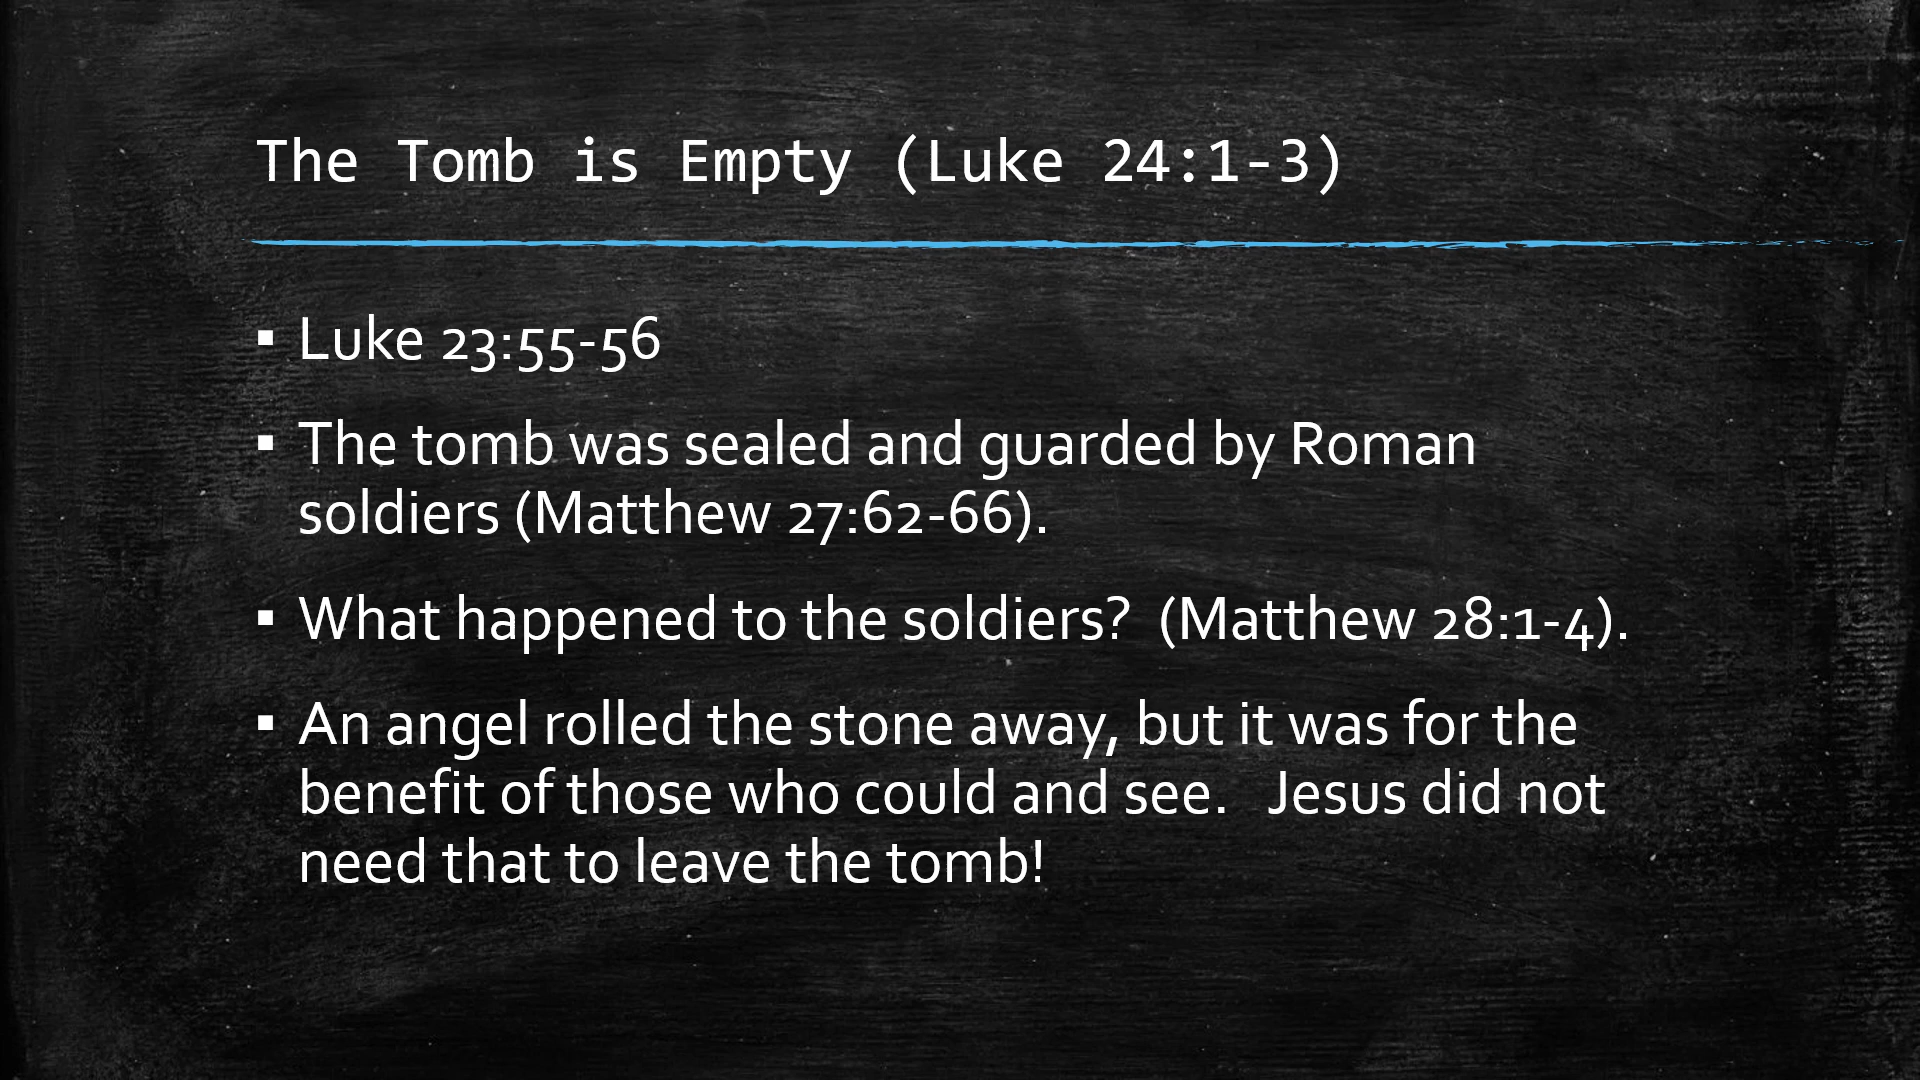 The Tomb is Empty (Luke 24:1-3)
▪ Luke 23:55-56
▪ The tomb was sealed and guarded by Roman
soldiers (Matthew 27:62-66).
▪ What happened to the soldiers?  (Matthew 28:1-4).
▪ An angel rolled the stone away, but it was for the
benefit of those who could and see.   Jesus did not
need that to leave the tomb!